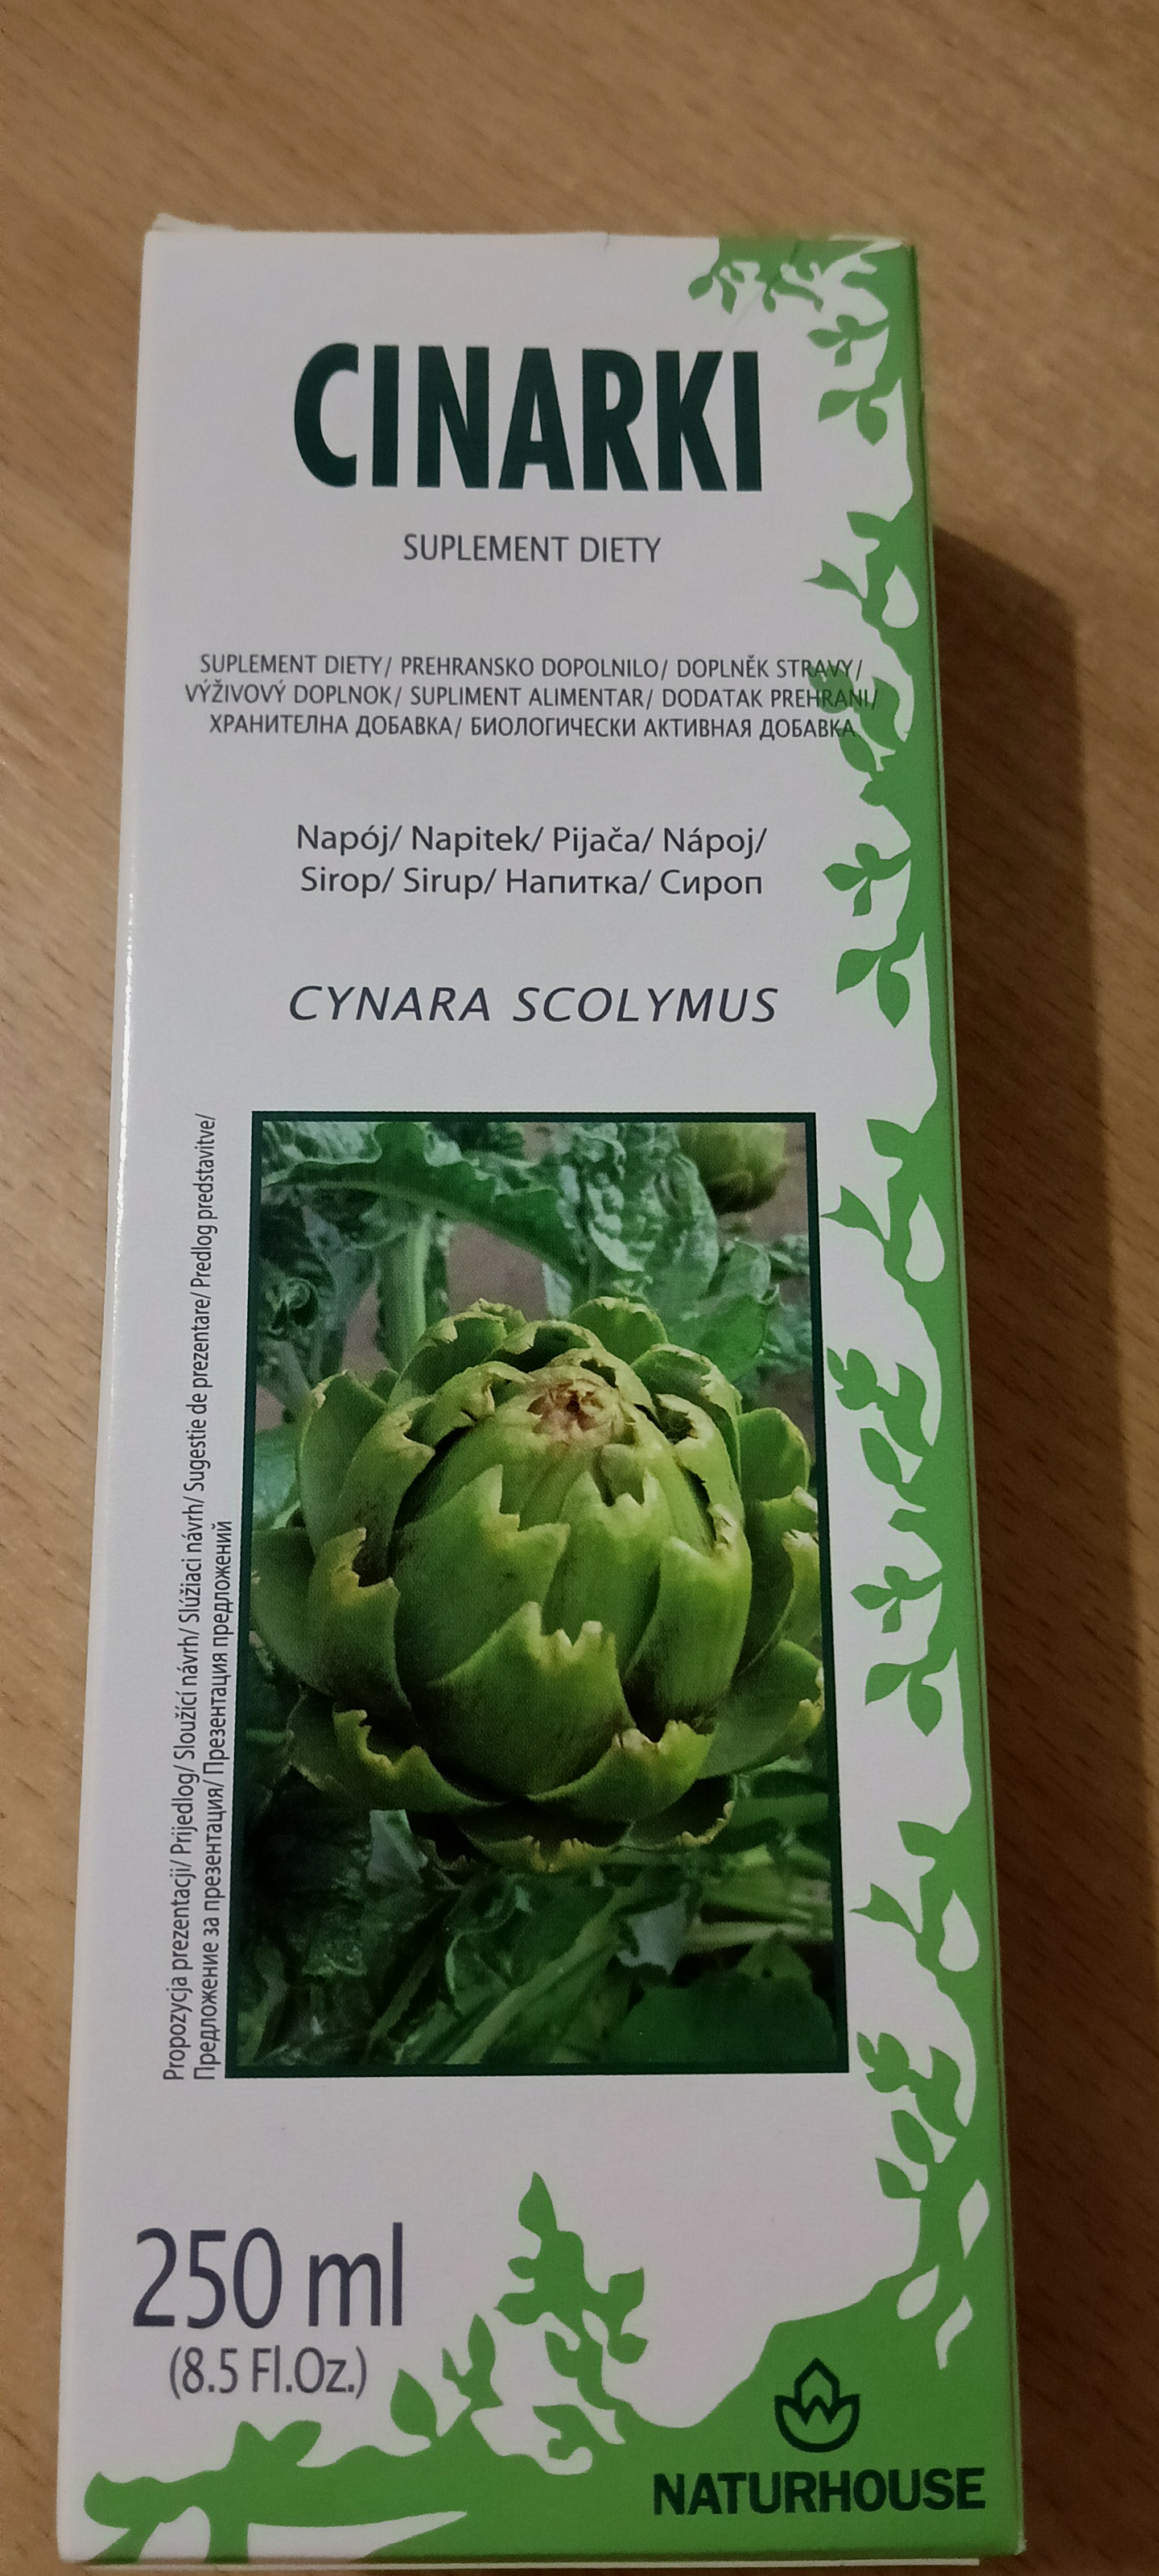 CINARKI
SUPLEMENT DIETY
SUPLEMENT DIETY/ PREHRANSKO DOPOLNILO/ DOPLNĚK STRAVY/
VÝŽIVOVÝ DOPLNOK/ SUPLIMENT ALIMENTAR/ DODATAK PREHRANI/
ХРАНИТЕЛНА ДОБАВКА/ БИОЛОГИЧЕСКИ АКТИВНАЯ ДОБАВКА
Napój/ Napitek/ Pijača/ Nápoj/
Sirop/ Sirup/ Напитка/ Сироп
CYNARA SCOLYMUS
Propozycja prezentacji/ Prijedlog/ Sloužící návrh/ Slúžiaci návrh/ Sugestie de prezentare/ Predlog predstavitve/
Предложение за презентация/ Презентация предложений
250 ml
(8.5 Fl.Oz.)
NATURHOUSE